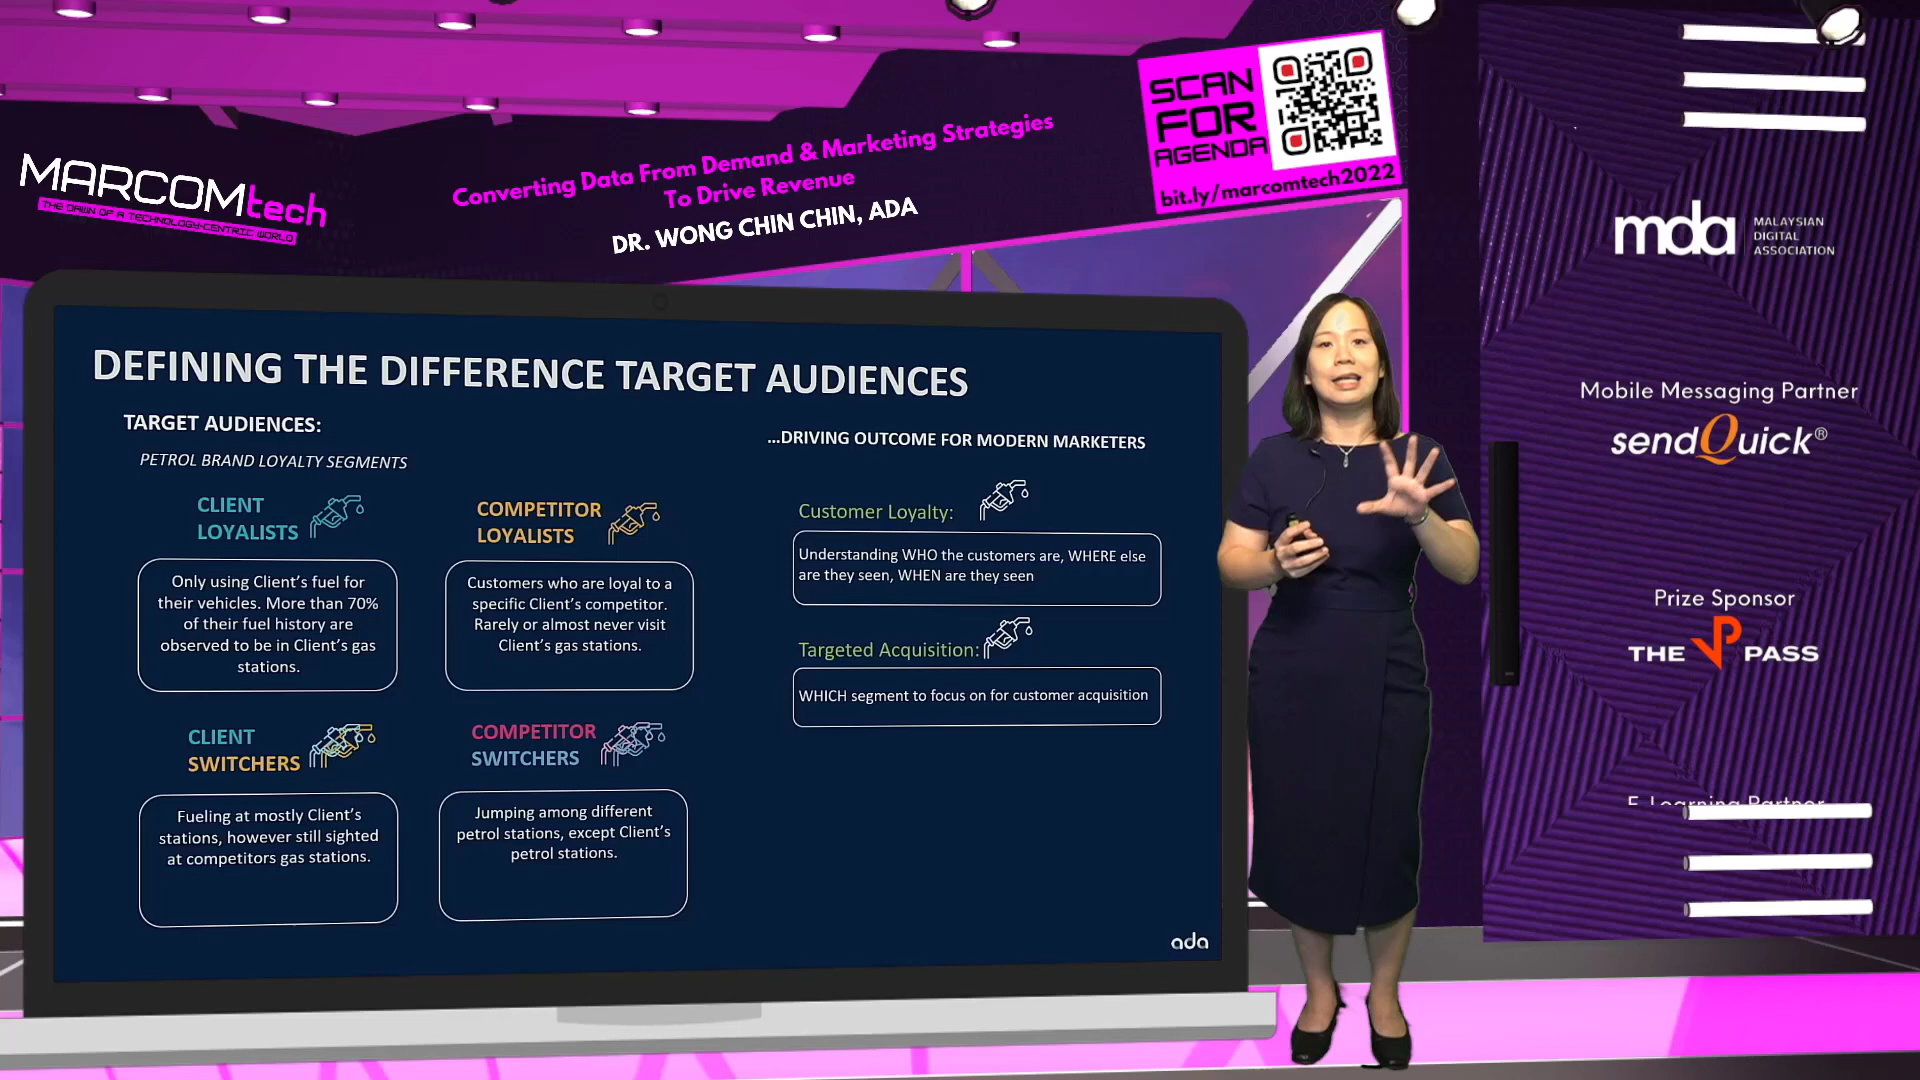 MARCOMtech
THE DAWN OF A TECHNOLOGY-CENTRIC WORLD
Converting Data From Demand & Marketing Strategies
To Drive Revenue
DR. WONG CHIN CHIN, ADA
SCAN
FOR
AGENDA
bit.ly/marcomtech2022
DEFINING THE DIFFERENCE TARGET AUDIENCES
TARGET AUDIENCES:
PETROL BRAND LOYALTY SEGMENTS
CLIENT
LOYALISTS
Only using Client's fuel for
their vehicles. More than 70%
of their fuel history are
observed to be in Client's gas
stations.
COMPETITOR
LOYALISTS
Customers who are loyal to a
specific Client's competitor.
Rarely or almost never visit
Client's gas stations.
CLIENT
SWITCHERS
Fueling at mostly Client's
stations, however still sighted
at competitors gas stations.
COMPETITOR
SWITCHERS
Jumping among different
petrol stations, except Client's
petrol stations.
...DRIVING OUTCOME FOR MODERN MARKETERS
Customer Loyalty:
Understanding WHO the customers are, WHERE else
are they seen, WHEN are they seen
Targeted Acquisition:
WHICH segment to focus on for customer acquisition
ada
mda
MALAYSIAN
DIGITAL
ASSOCIATION
Mobile Messaging Partner
sendQuick®
Prize Sponsor
THE VP PASS
E-Learning Partner